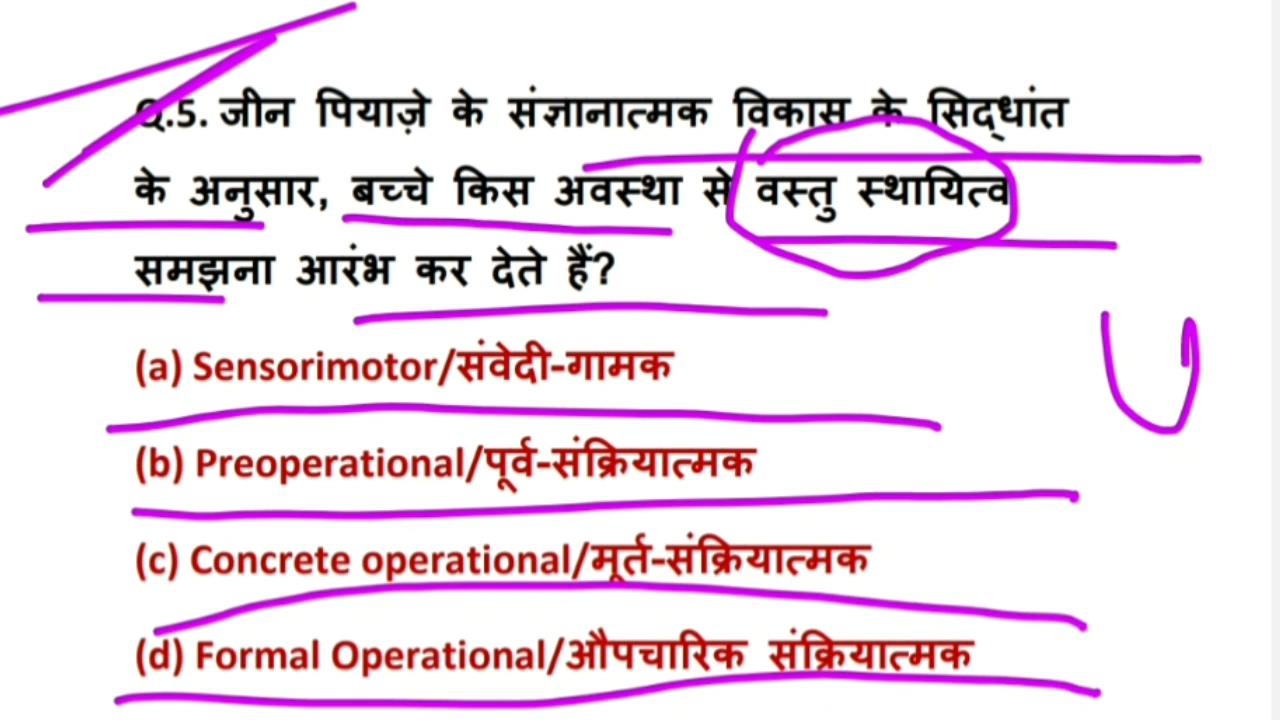 Q.5. जीन पियाज़े के संज्ञानात्मक विकास के सिद्धांत
के अनुसार, बच्चे किस अवस्था से वस्तु स्थायित्व
समझना आरंभ कर देते हैं?
(a) Sensorimotor/संवेदी-गामक
(b) Preoperational/पूर्व-संक्रियात्मक
(c) Concrete operational/मूर्त-संक्रियात्मक
(d) Formal Operational/औपचारिक संक्रियात्मक